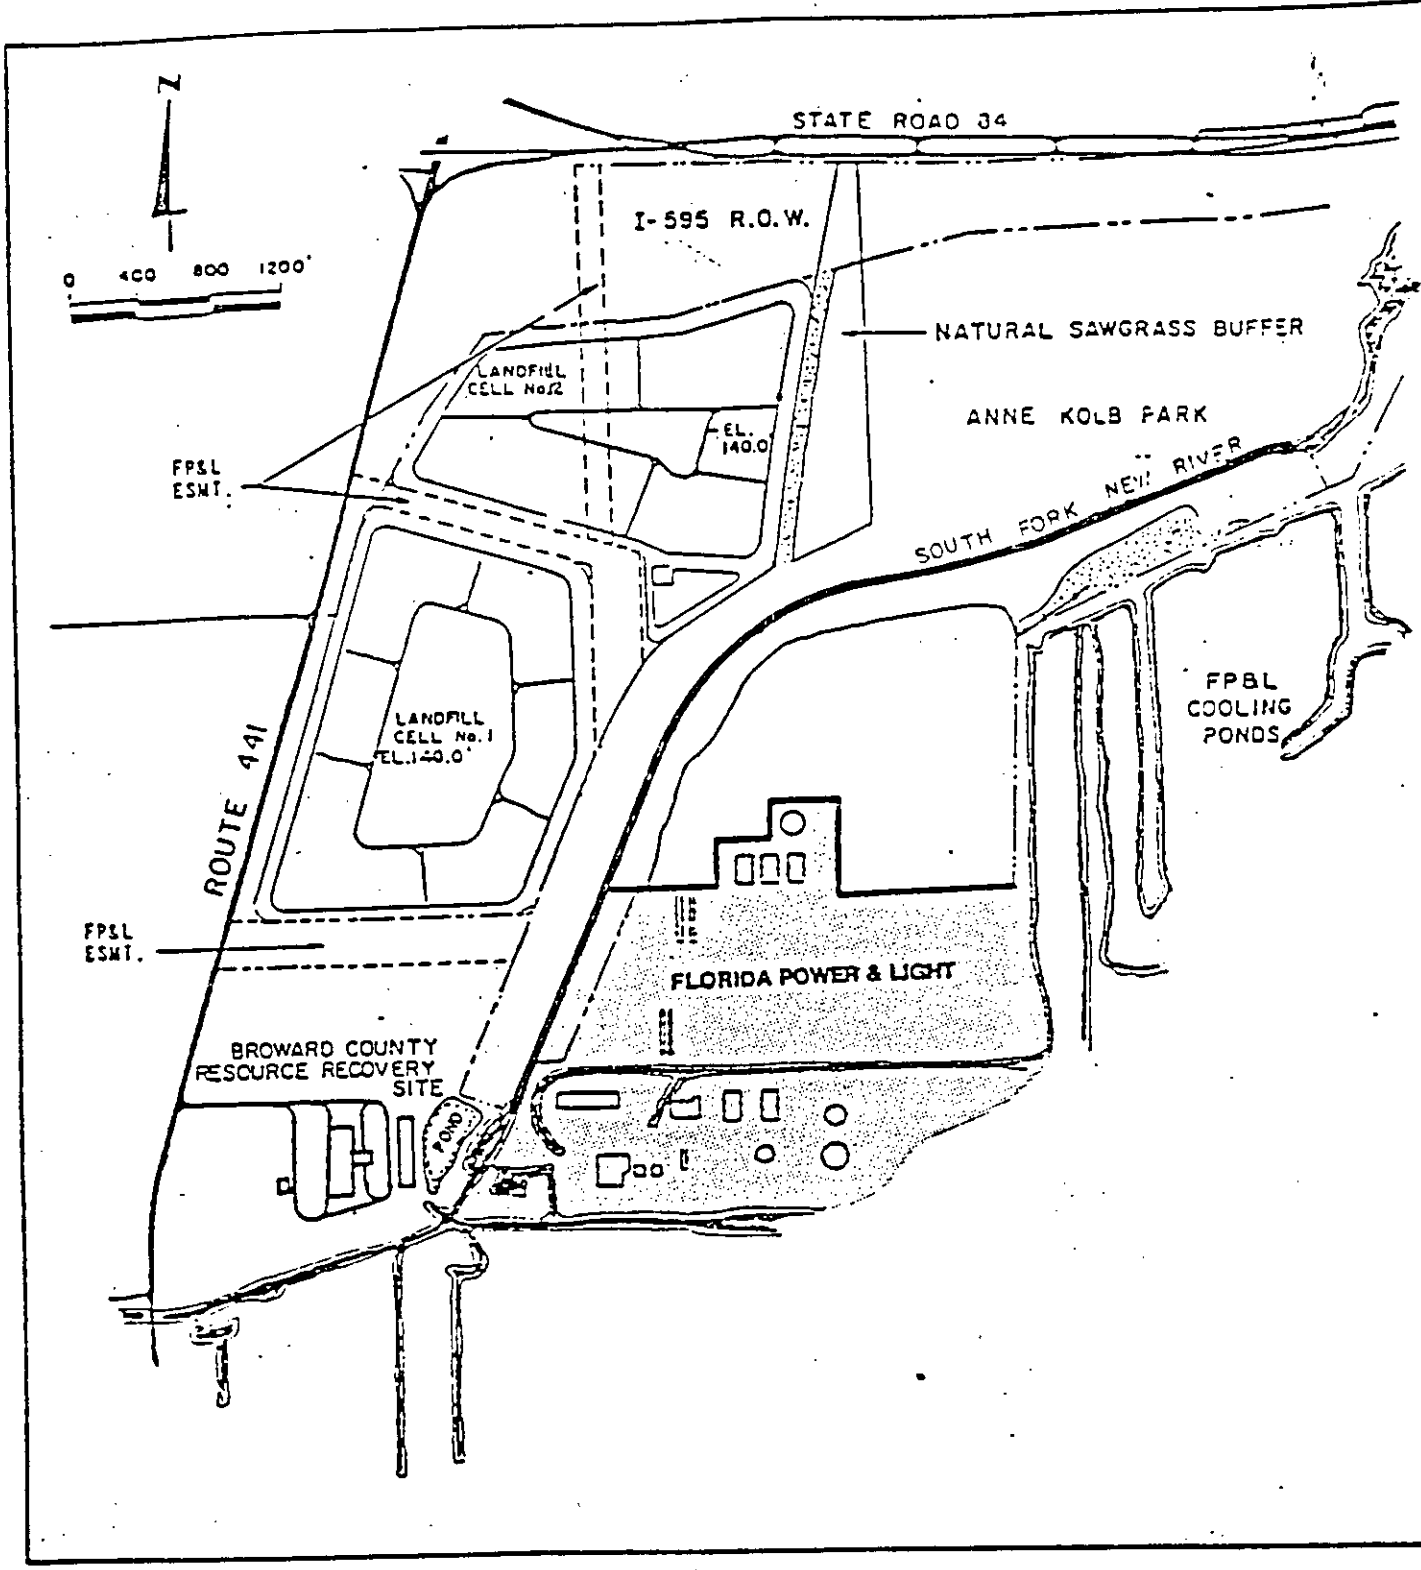 N
STATE ROAD 84
I-595 R.O.W.
0 400 800 1200'
NATURAL SAWGRASS BUFFER
LANDFILL
CELL No.2
ANNE KOLB PARK
EL.
140.0'
FP&L
ESMT.
SOUTH FORK NEW RIVER
FP&L
COOLING
PONDS
LANDFILL
CELL No. 1
EL.140.0'
ROUTE 441
FP&L
ESMT.
FLORIDA POWER & LIGHT
BROWARD COUNTY
RESOURCE RECOVERY
SITE
POND